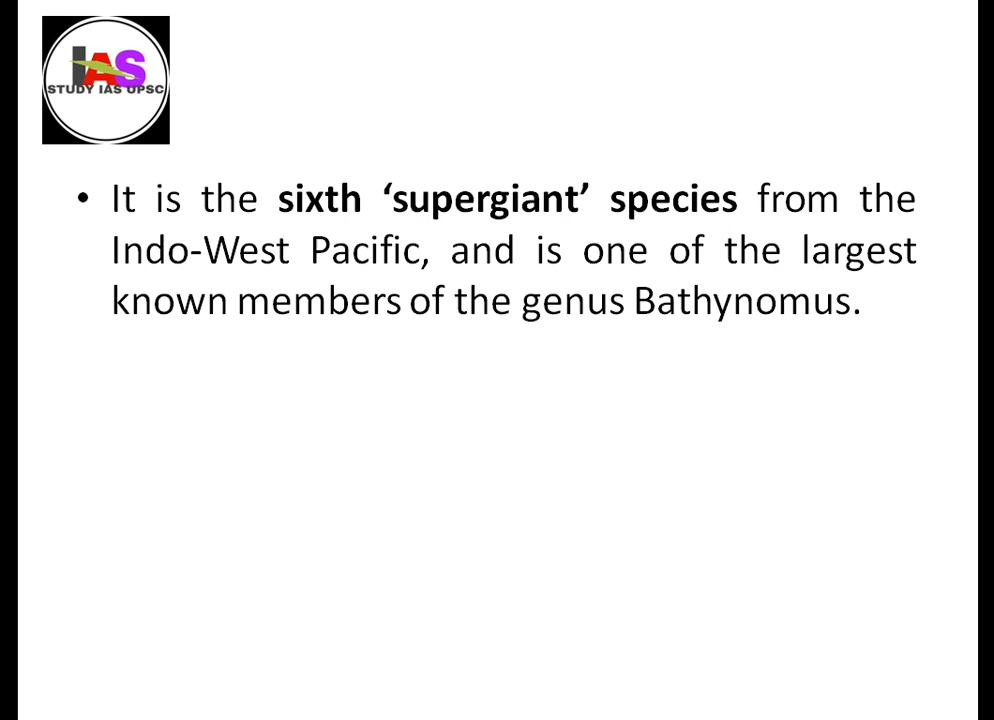 IAS
STUDY IAS UPSC
• It is the sixth ‘supergiant’ species from the
Indo-West Pacific, and is one of the largest
known members of the genus Bathynomus.